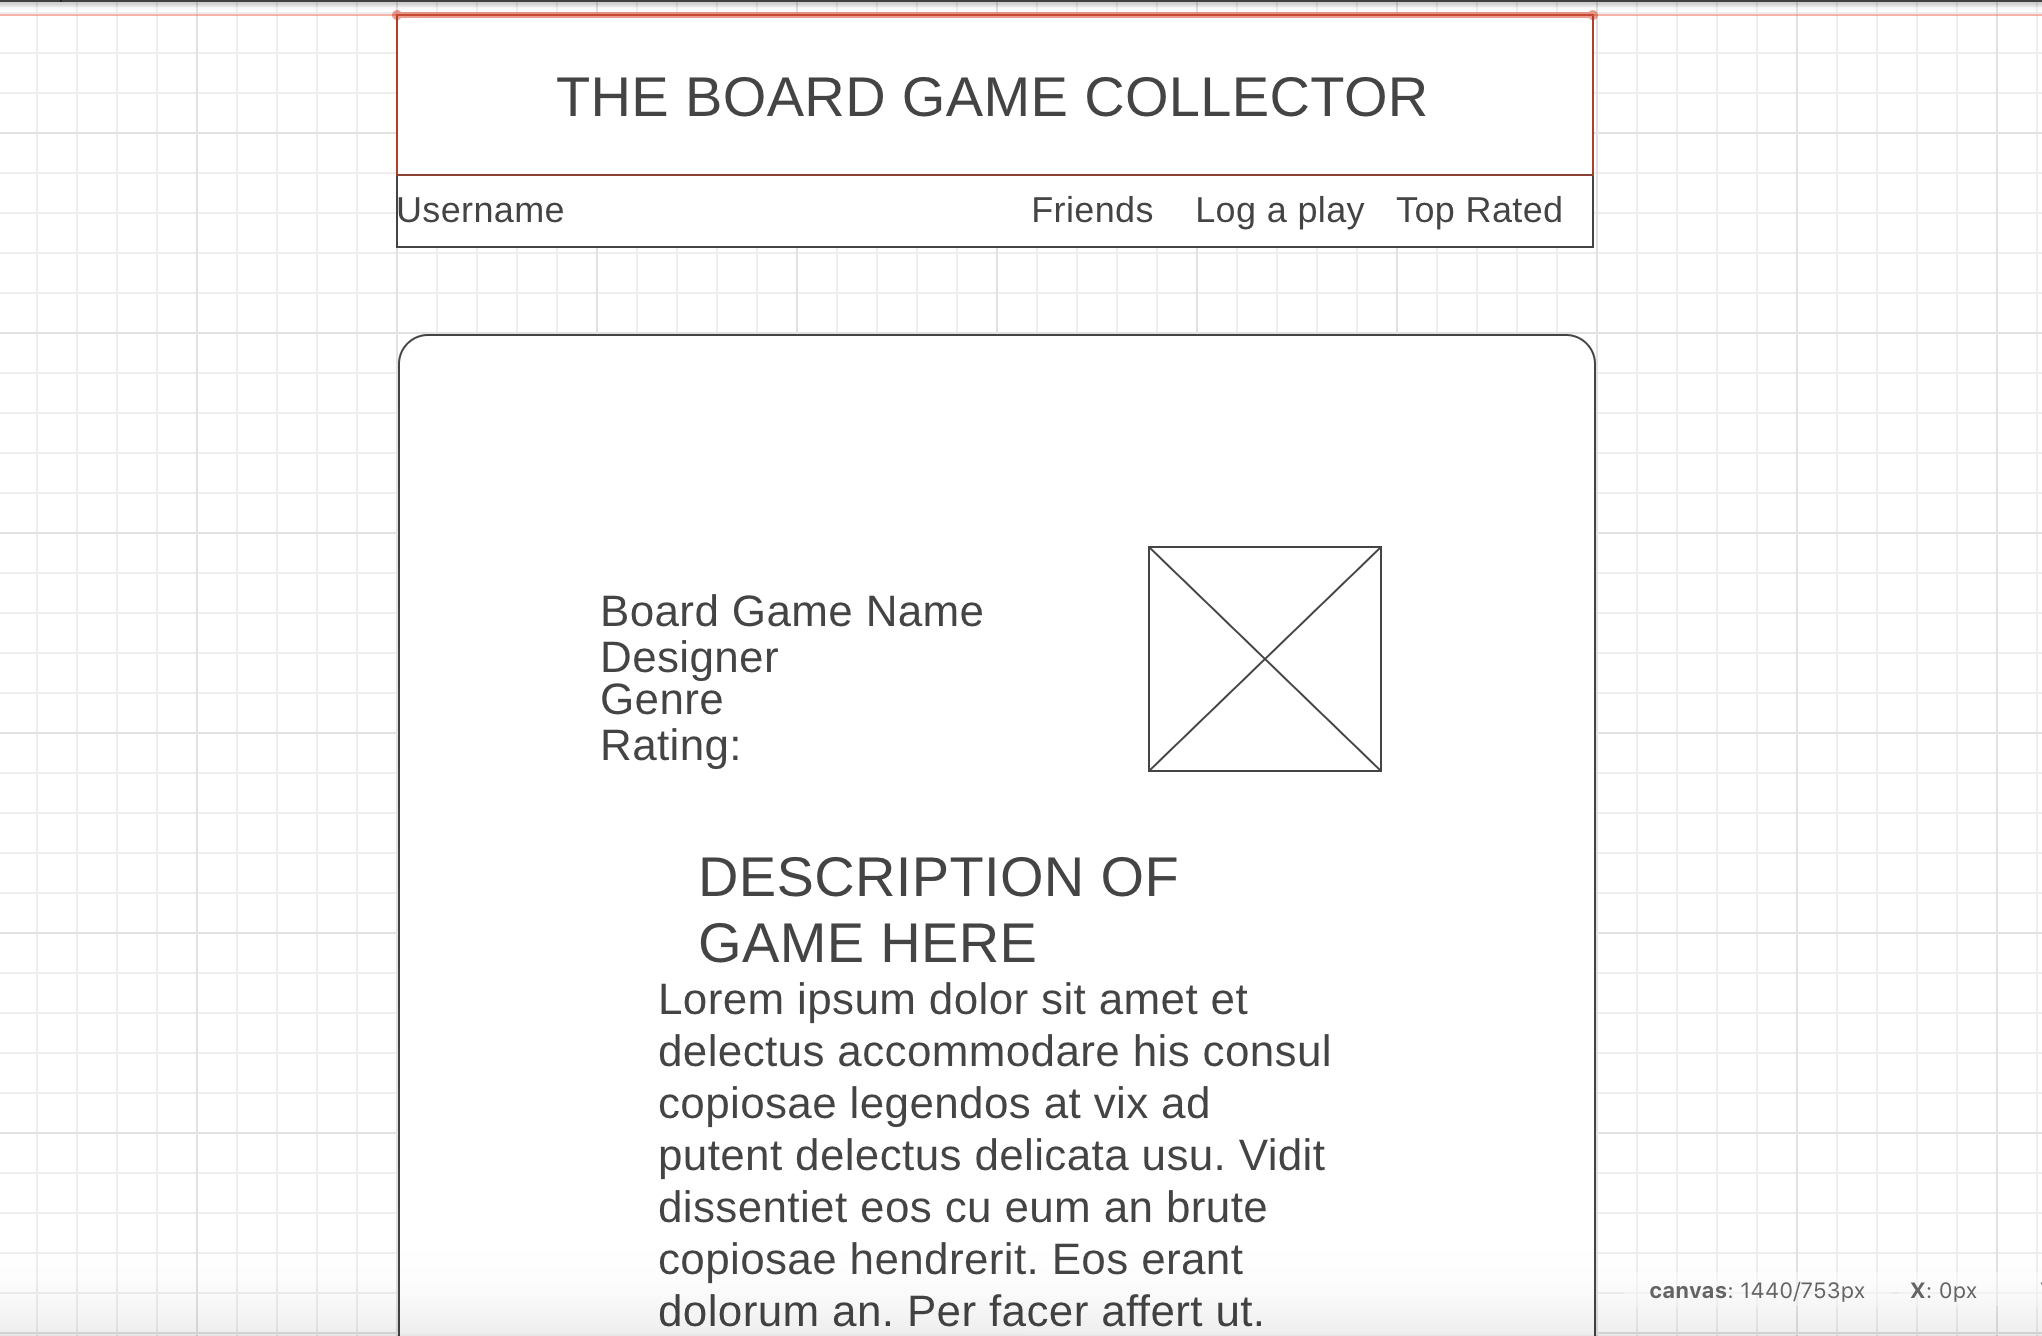 THE BOARD GAME COLLECTOR
Username Friends Log a play Top Rated
Board Game Name
Designer
Genre
Rating:
DESCRIPTION OF
GAME HERE
Lorem ipsum dolor sit amet et
delectus accommodare his consul
copiosae legendos at vix ad
putent delectus delicata usu. Vidit
dissentiet eos cu eum an brute
copiosae hendrerit. Eos erant
dolorum an. Per facer affert ut.
canvas: 1440/753px X: 0px